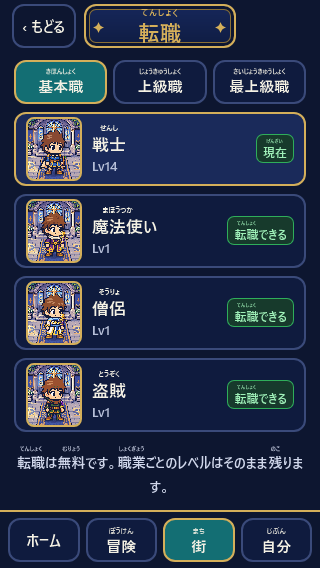 ‹ もどる
てんしょく
転職
きほんしょく じょうきゅうしょく さいじょうきゅうしょく
基本職 上級職 最上級職
せんし
戦士
Lv14
げんざい
現在
まほうつか
魔法使い
Lv1
てんしょく
転職できる
そうりょ
僧侶
Lv1
てんしょく
転職できる
とうぞく
盗賊
Lv1
てんしょく
転職できる
てんしょく むりょう しょくぎょう のこ
転職は無料です。職業ごとのレベルはそのまま残りま
す。
ぼうけん まち じぶん
ホーム 冒険 街 自分